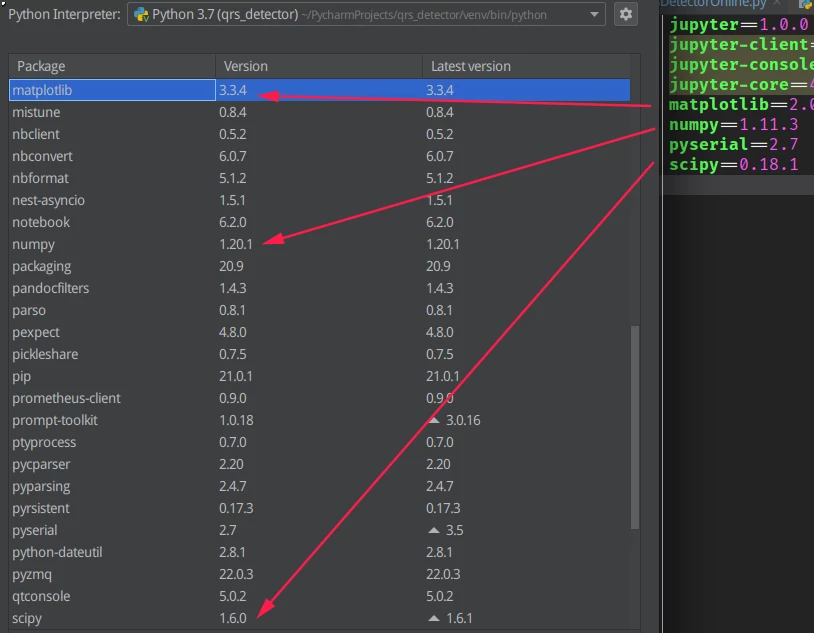 Python Interpreter: Python 3.7 (qrs_detector) ~/PycharmProjects/qrs_detector/venv/bin/python
Package Version Latest version
matplotlib 3.3.4 3.3.4
mistune 0.8.4 0.8.4
nbclient 0.5.2 0.5.2
nbconvert 6.0.7 6.0.7
nbformat 5.1.2 5.1.2
nest-asyncio 1.5.1 1.5.1
notebook 6.2.0 6.2.0
numpy 1.20.1 1.20.1
packaging 20.9 20.9
pandocfilters 1.4.3 1.4.3
parso 0.8.1 0.8.1
pexpect 4.8.0 4.8.0
pickleshare 0.7.5 0.7.5
pip 21.0.1 21.0.1
prometheus-client 0.9.0 0.9.0
prompt-toolkit 1.0.18 3.0.16
ptyprocess 0.7.0 0.7.0
pycparser 2.20 2.20
pyparsing 2.4.7 2.4.7
pyrsistent 0.17.3 0.17.3
pyserial 2.7 3.5
python-dateutil 2.8.1 2.8.1
pyzmq 22.0.3 22.0.3
qtconsole 5.0.2 5.0.2
scipy 1.6.0 1.6.1
DetectorOnline.py
jupyter==1.0.0
jupyter-client=
jupyter-console
jupyter-core==4
matplotlib==2.0
numpy==1.11.3
pyserial==2.7
scipy==0.18.1